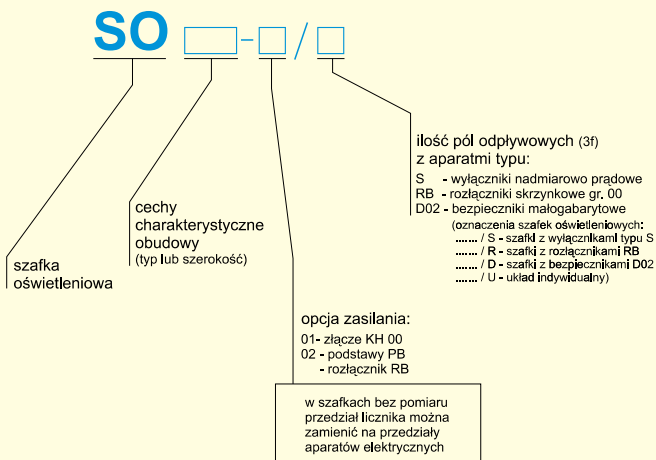 SO - /
ilość pól odpływowych (3f)
z aparatmi typu:
S - wyłączniki nadmiarowo prądowe
RB - rozłączniki skrzynkowe gr. 00
D02 - bezpieczniki małogabarytowe
(oznaczenia szafek oświetleniowych:
....... / S - szafki z wyłącznikami typu S
....... / R - szafki z rozłącznikami RB
....... / D - szafki z bezpiecznikami D02
....... / U - układ indywidualny)
cechy
charakterystyczne
obudowy
(typ lub szerokość)
szafka
oświetleniowa
opcja zasilania:
01- złącze KH 00
02 - podstawy PB
- rozłącznik RB
w szafkach bez pomiaru
przedział licznika można
zamienić na przedziały
aparatów elektrycznych